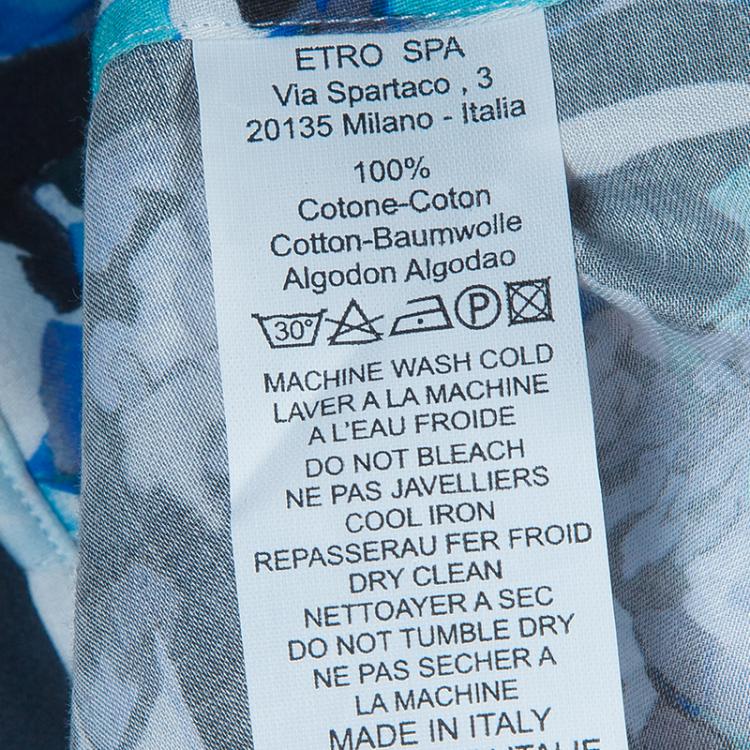 ETRO SPA
Via Spartaco , 3
20135 Milano - Italia
100%
Cotone-Coton
Cotton-Baumwolle
Algodon Algodao
30° P
MACHINE WASH COLD
LAVER A LA MACHINE
A L'EAU FROIDE
DO NOT BLEACH
NE PAS JAVELLIERS
COOL IRON
REPASSERAU FER FROID
DRY CLEAN
NETTOAYER A SEC
DO NOT TUMBLE DRY
NE PAS SECHER A
LA MACHINE
MADE IN ITALY